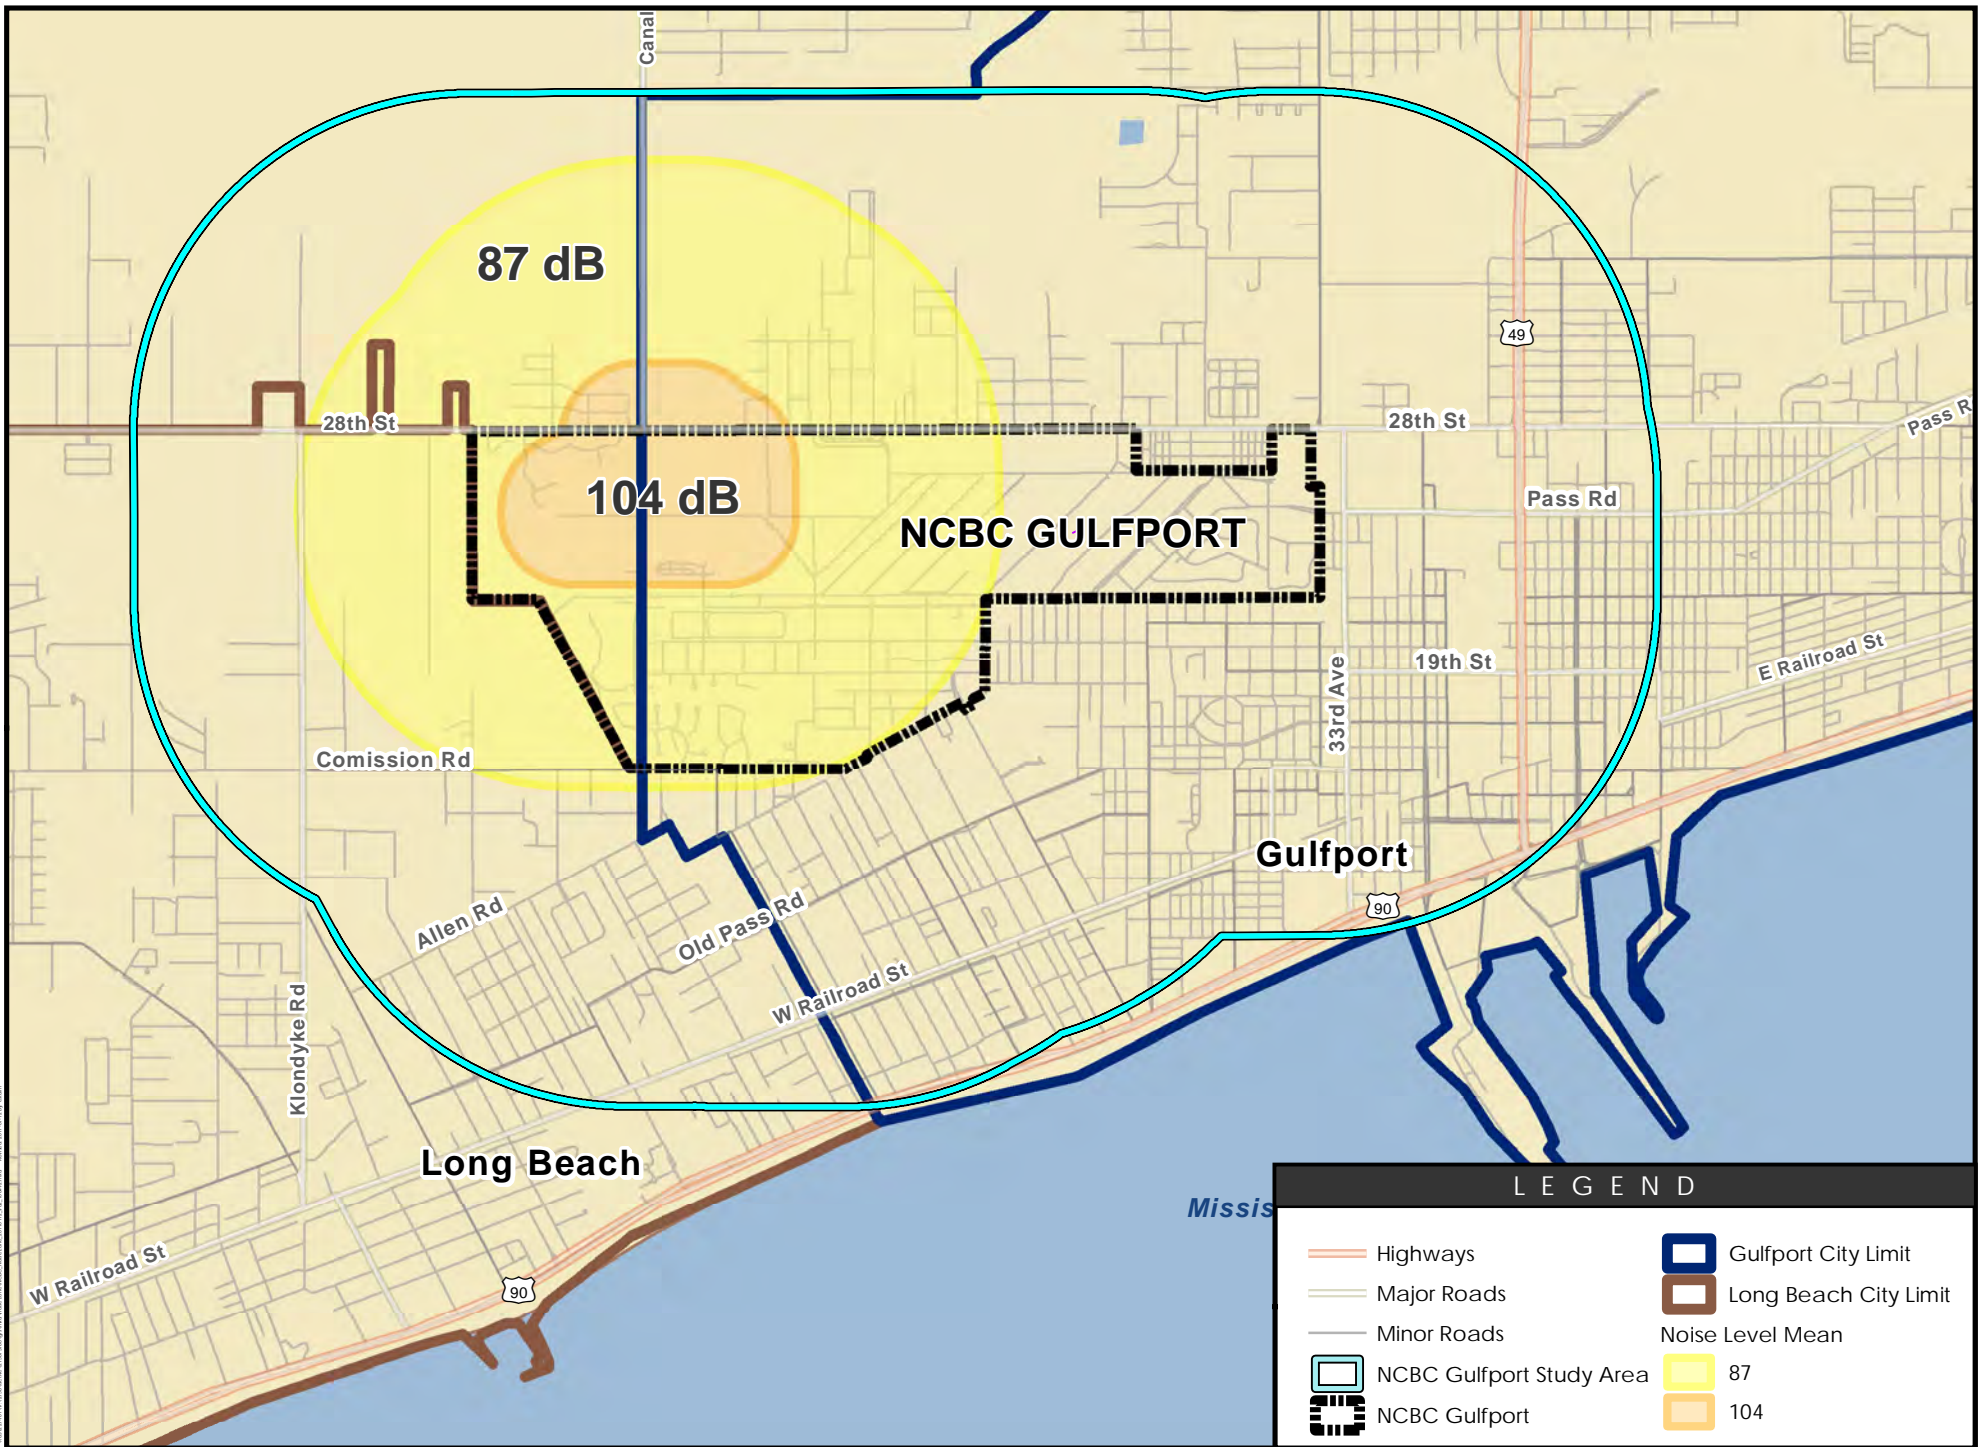 Canal
87 dB
49
28th St
28th St
Pass R
104 dB
Pass Rd
NCBC GULFPORT
19th St
E Railroad St
33rd Ave
Comission Rd
Gulfport
90
Allen Rd
Old Pass Rd
W Railroad St
Klondyke Rd
Long Beach
Missis
W Railroad St
90
LEGEND
Highways
Major Roads
Minor Roads
NCBC Gulfport Study Area
NCBC Gulfport
Gulfport City Limit
Long Beach City Limit
Noise Level Mean
87
104